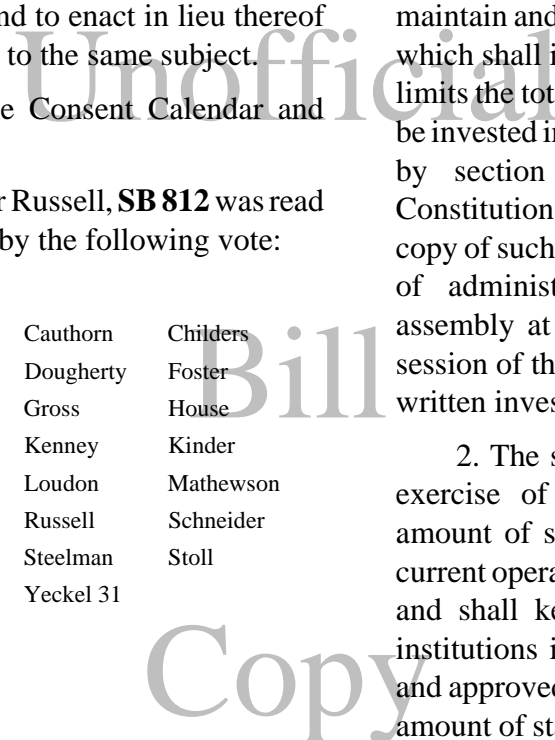 nd to enact in lieu thereof
to the same subject.
e Consent Calendar and
r Russell, SB 812 was read
by the following vote:
Cauthorn Childers
Dougherty Foster
Gross House
Kenney Kinder
Loudon Mathewson
Russell Schneider
Steelman Stoll
Yeckel 31
maintain and
which shall i
limits the tot
be invested in
by section
Constitution
copy of such
of administ
assembly at
session of th
written inves
2. The s
exercise of
amount of s
current opera
and shall ke
institutions i
and approved
amount of st
Unofficial
Bill
Copy